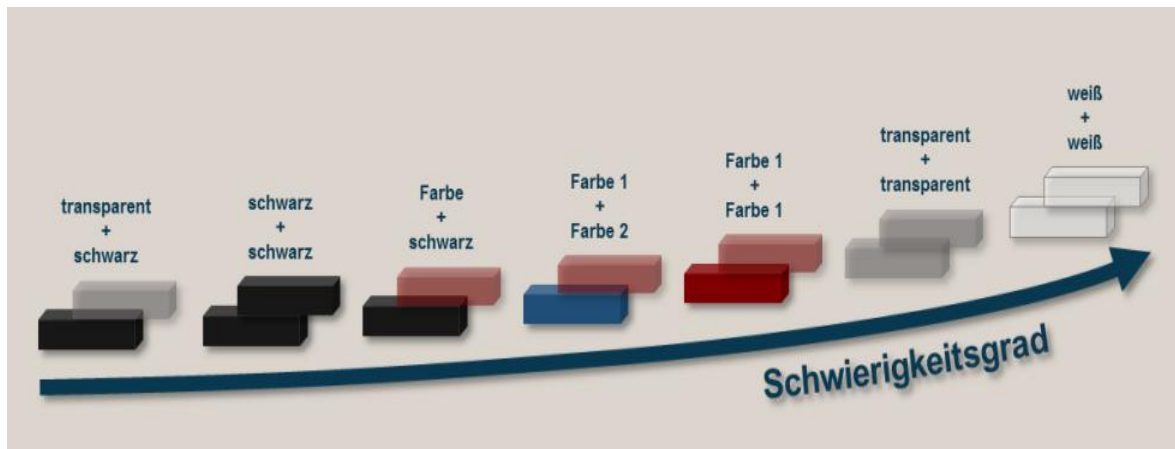 transparent
+
schwarz
schwarz
+
schwarz
Farbe
+
schwarz
Farbe 1
+
Farbe 2
Farbe 1
+
Farbe 1
transparent
+
transparent
weiß
+
weiß
Schwierigkeitsgrad